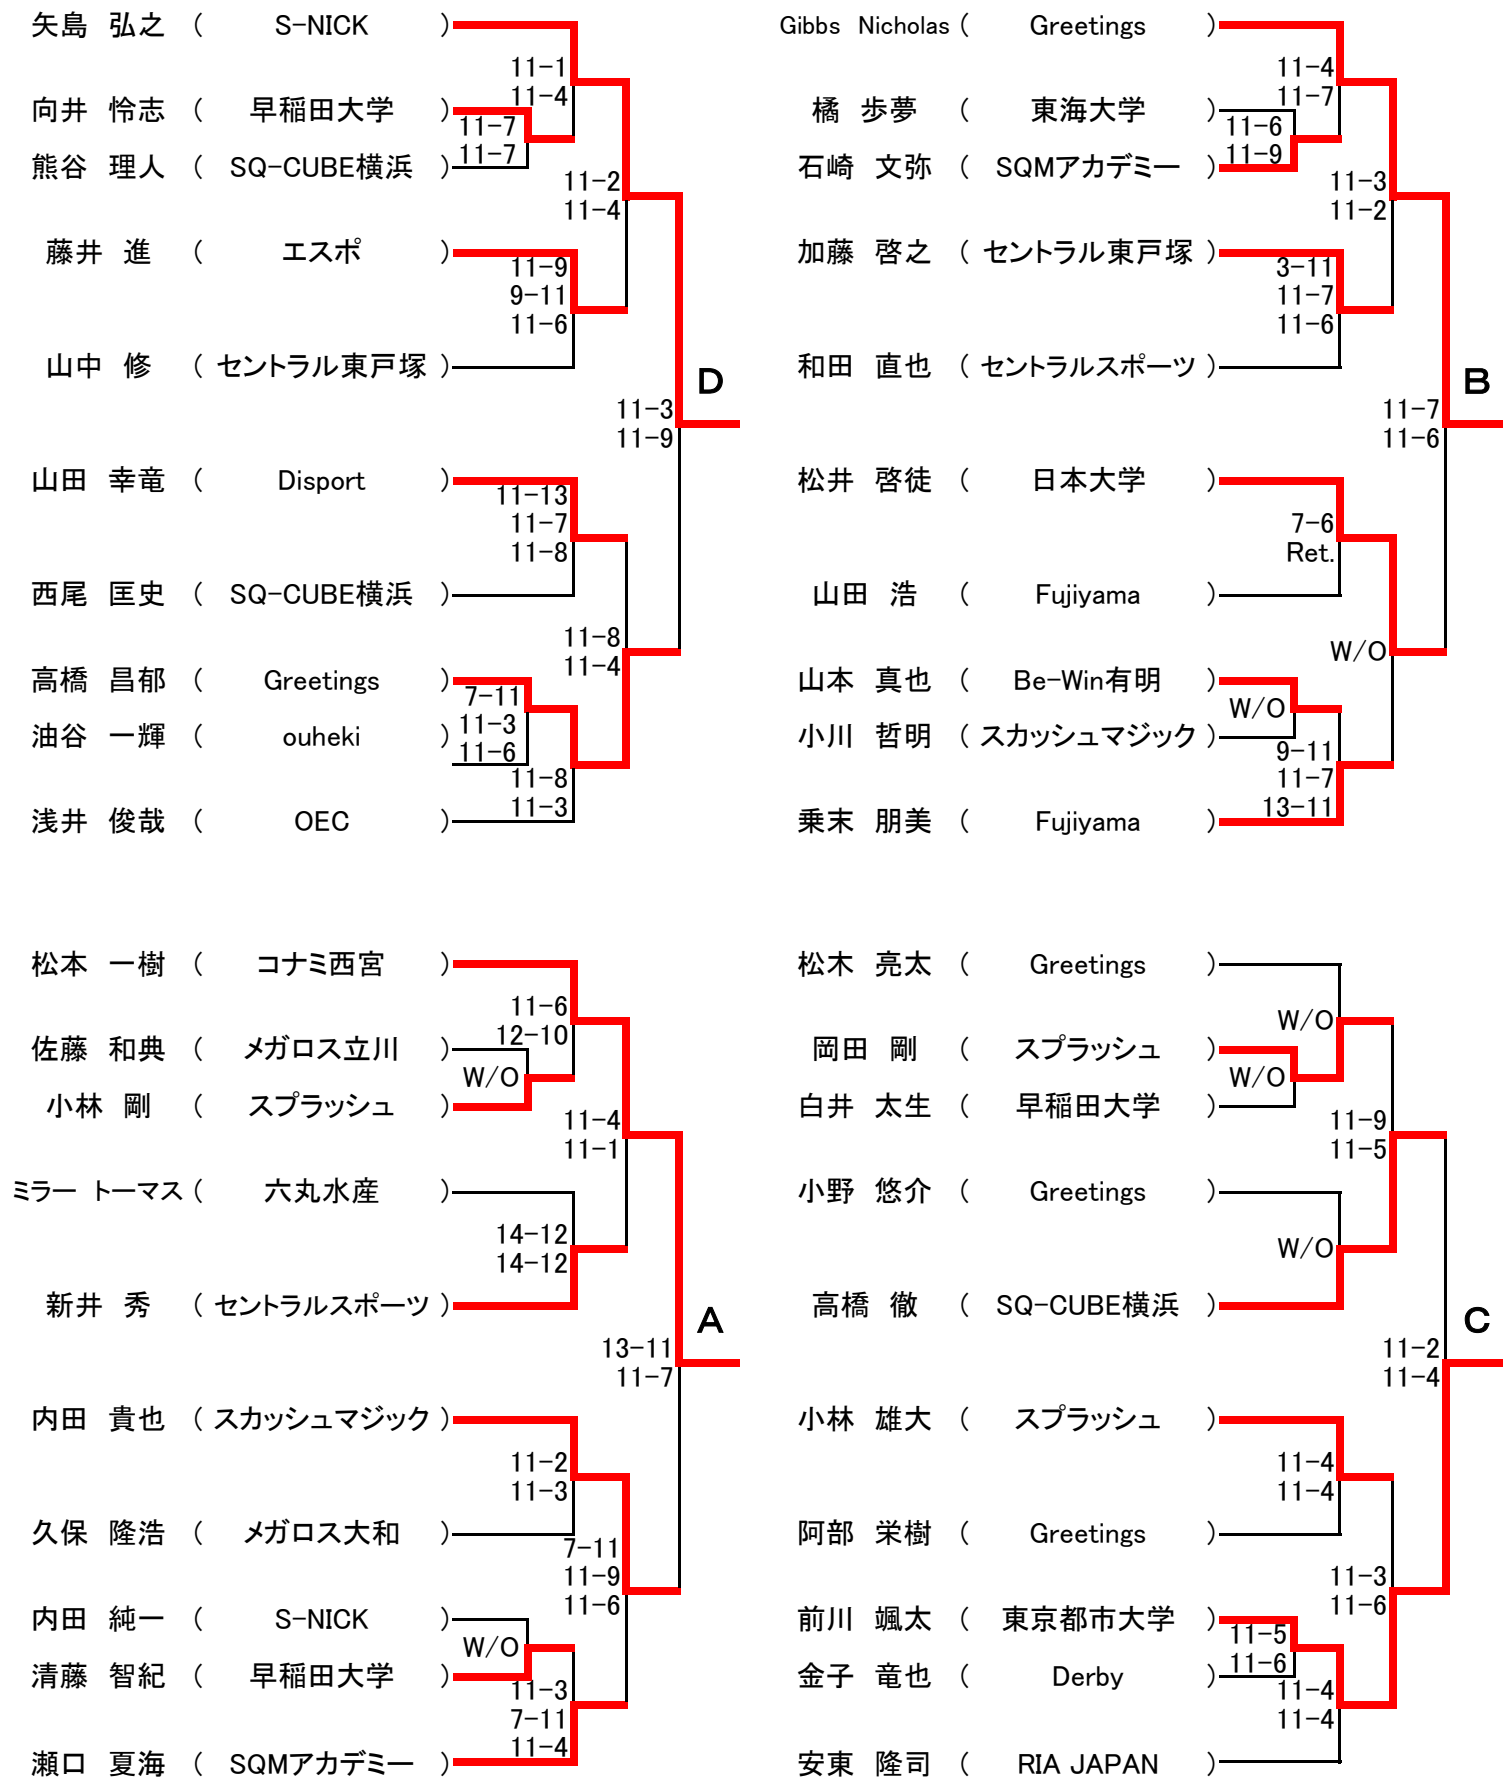 矢島 弘之 ( S-NICK )
11-1
11-4
向井 怜志 ( 早稲田大学 )
11-7
11-7
熊谷 理人 ( SQ-CUBE横浜 )
11-2
11-4
藤井 進 ( エスポ )
11-9
9-11
11-6
山中 修 ( セントラル東戸塚 )
D
11-3
11-9
山田 幸竜 ( Disport )
11-13
11-7
11-8
西尾 匡史 ( SQ-CUBE横浜 )
11-8
11-4
高橋 昌郁 ( Greetings )
7-11
11-3
11-6
油谷 一輝 ( ouheki )
11-8
11-3
浅井 俊哉 ( OEC )
Gibbs Nicholas ( Greetings )
11-4
11-7
橘 歩夢 ( 東海大学 )
11-6
11-9
石崎 文弥 ( SQMアカデミー )
11-3
11-2
加藤 啓之 ( セントラル東戸塚 )
3-11
11-7
11-6
和田 直也 ( セントラルスポーツ )
B
11-7
11-6
松井 啓徒 ( 日本大学 )
7-6
Ret.
山田 浩 ( Fujiyama )
W/O
山本 真也 ( Be-Win有明 )
W/O
小川 哲明 ( スカッシュマジック )
9-11
11-7
13-11
乗末 朋美 ( Fujiyama )
松本 一樹 ( コナミ西宮 )
11-6
12-10
佐藤 和典 ( メガロス立川 )
W/O
小林 剛 ( スプラッシュ )
11-4
11-1
ミラー トーマス ( 六丸水産 )
14-12
14-12
新井 秀 ( セントラルスポーツ )
A
13-11
11-7
内田 貴也 ( スカッシュマジック )
11-2
11-3
久保 隆浩 ( メガロス大和 )
7-11
11-9
11-6
内田 純一 ( S-NICK )
W/O
清藤 智紀 ( 早稲田大学 )
11-3
7-11
11-4
瀬口 夏海 ( SQMアカデミー )
松木 亮太 ( Greetings )
W/O
岡田 剛 ( スプラッシュ )
W/O
白井 太生 ( 早稲田大学 )
11-9
11-5
小野 悠介 ( Greetings )
W/O
高橋 徹 ( SQ-CUBE横浜 )
C
11-2
11-4
小林 雄大 ( スプラッシュ )
11-4
11-4
阿部 栄樹 ( Greetings )
11-3
11-6
前川 颯太 ( 東京都市大学 )
11-5
11-6
金子 竜也 ( Derby )
11-4
11-4
安東 隆司 ( RIA JAPAN )